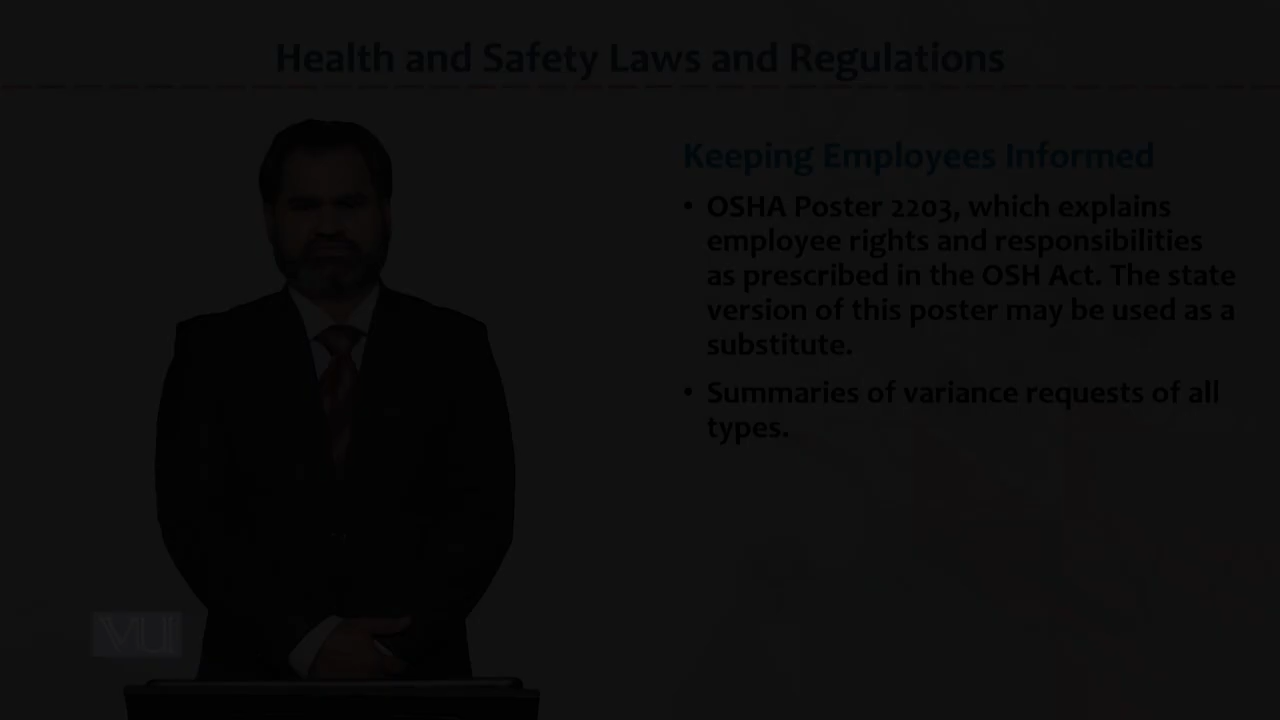 Health and Safety Laws and Regulations
Keeping Employees Informed
• OSHA Poster 2203, which explains
employee rights and responsibilities
as prescribed in the OSH Act. The state
version of this poster may be used as a
substitute.
• Summaries of variance requests of all
types.
VU